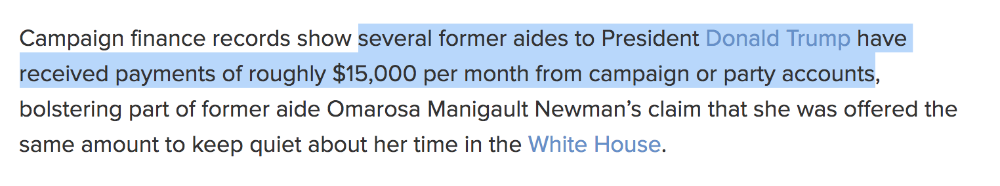 Campaign finance records show several former aides to President Donald Trump have
received payments of roughly $15,000 per month from campaign or party accounts,
bolstering part of former aide Omarosa Manigault Newman’s claim that she was offered the
same amount to keep quiet about her time in the White House.